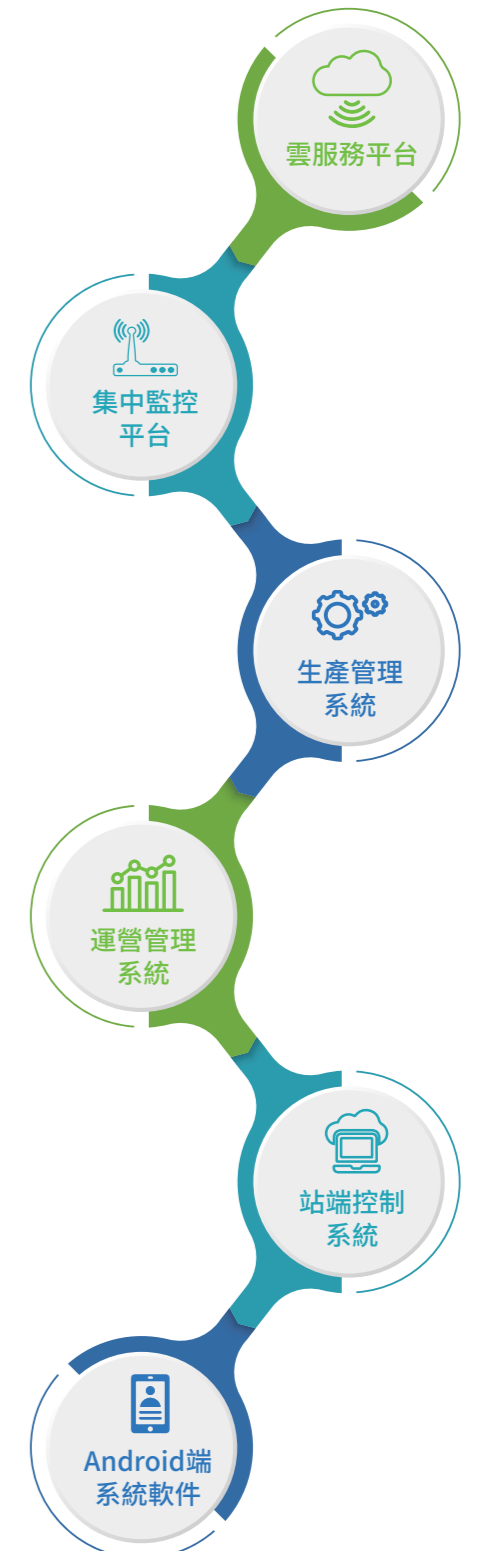 雲服務平台
集中監控
平台
生產管理
系統
運營管理
系統
站端控制
系統
Android端
系統軟件